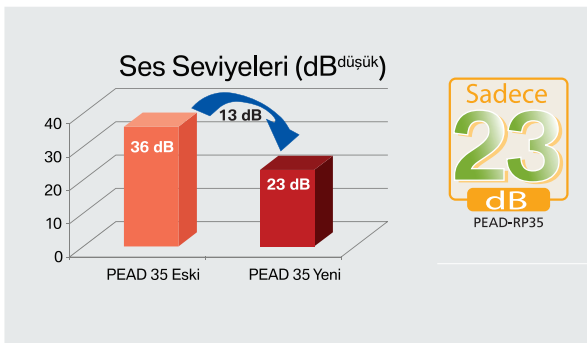 Ses Seviyeleri (dBdüşük)
40
30
20
10
0
36 dB
13 dB
23 dB
PEAD 35 Eski
PEAD 35 Yeni
Sadece
23
dB
PEAD-RP35